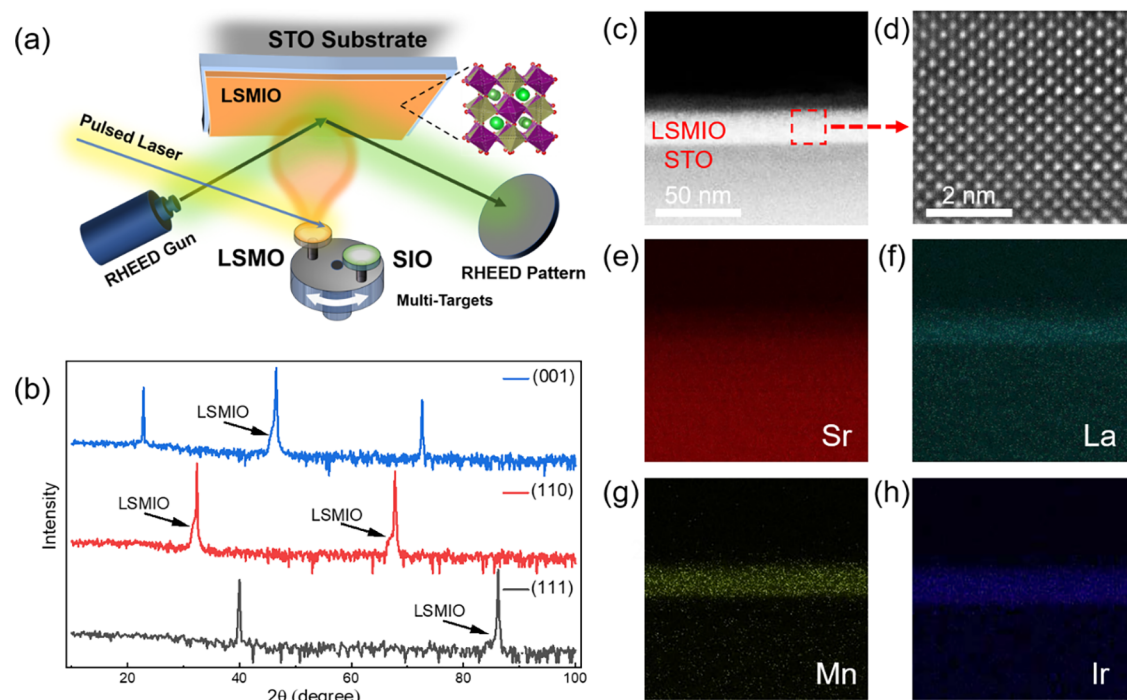 (a)
STO Substrate
LSMIO
Pulsed Laser
RHEED Gun
LSMO
SIO
RHEED Pattern
Multi-Targets
(b)
(001)
LSMIO
(110)
LSMIO
LSMIO
(111)
LSMIO
Intensity
20
40
60
80
100
2θ (degree)
(c)
LSMIO
STO
50 nm
(d)
2 nm
(e)
Sr
(f)
La
(g)
Mn
(h)
Ir